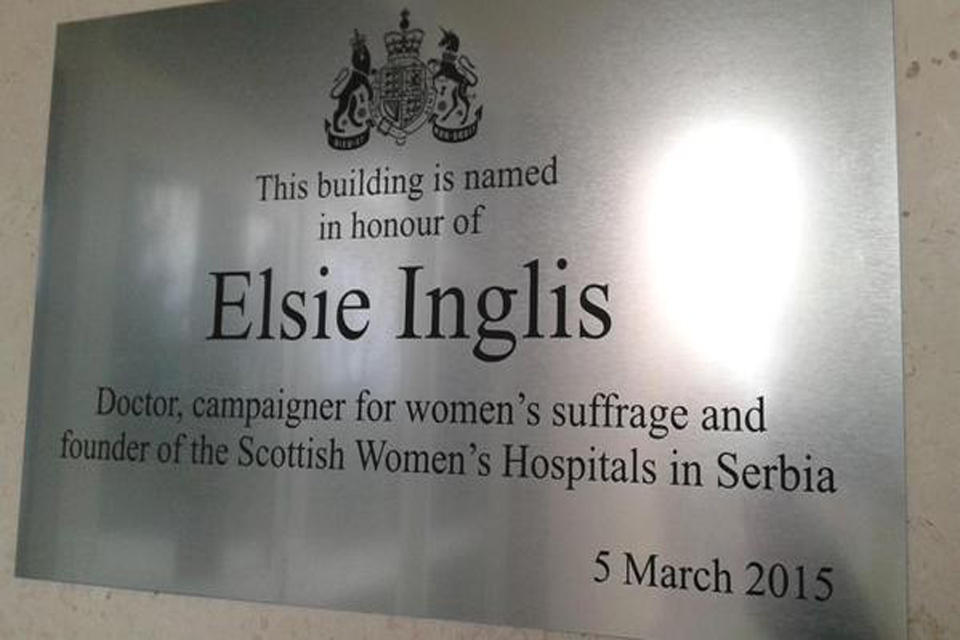 This building is named
in honour of
Elsie Inglis
Doctor, campaigner for women's suffrage and
founder of the Scottish Women's Hospitals in Serbia
5 March 2015